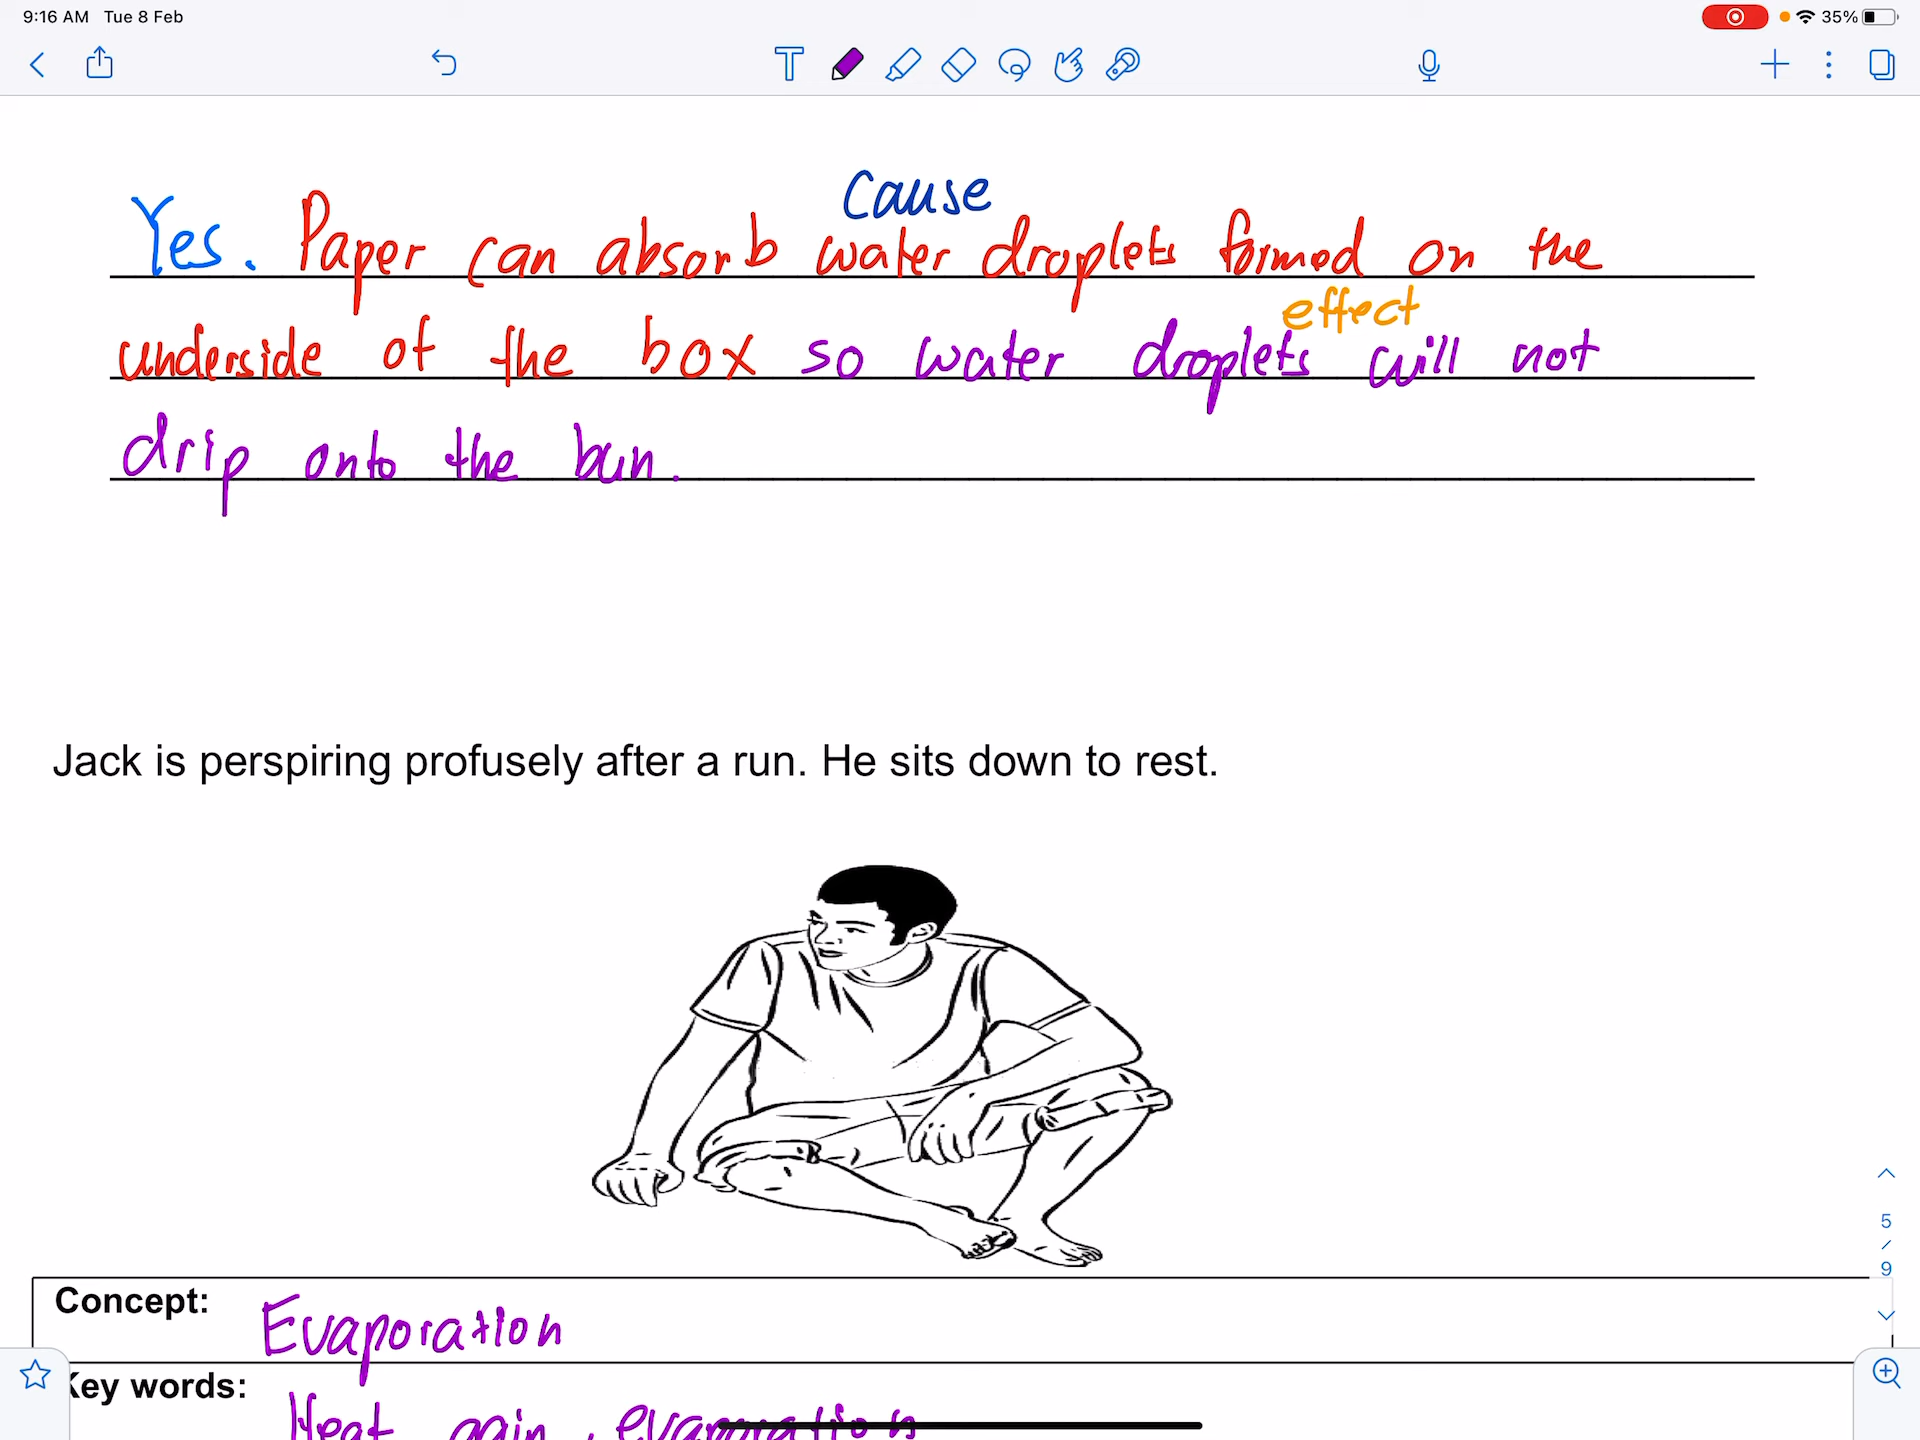 9:16 AM Tue 8 Feb
35%
T
Cause
Yes. Paper can absorb water droplets formed on the
effect
underside of the box so water droplets will not
drip onto the bun.
Jack is perspiring profusely after a run. He sits down to rest.
5
/
9
Concept: Evaporation
Key words: Heat gain, evaporation